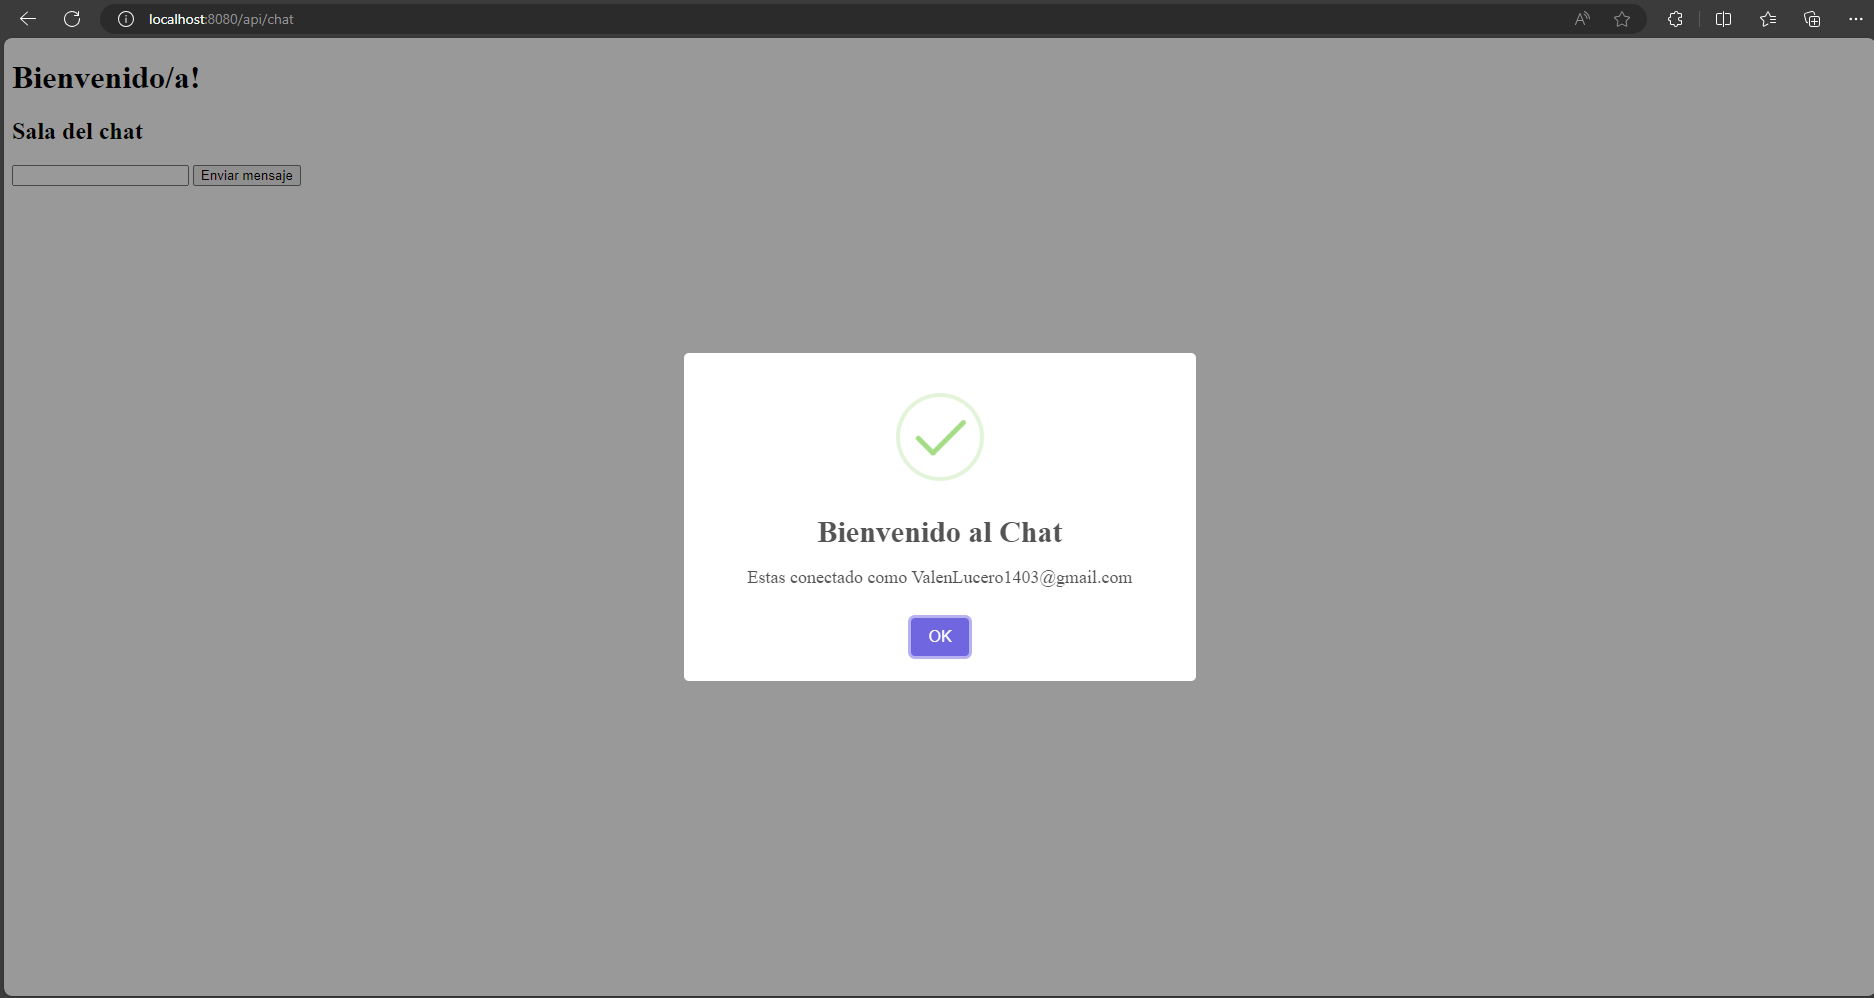 localhost:8080/api/chat
Bienvenido/a!
Sala del chat
Enviar mensaje
Bienvenido al Chat
Estas conectado como ValenLucero1403@gmail.com
OK